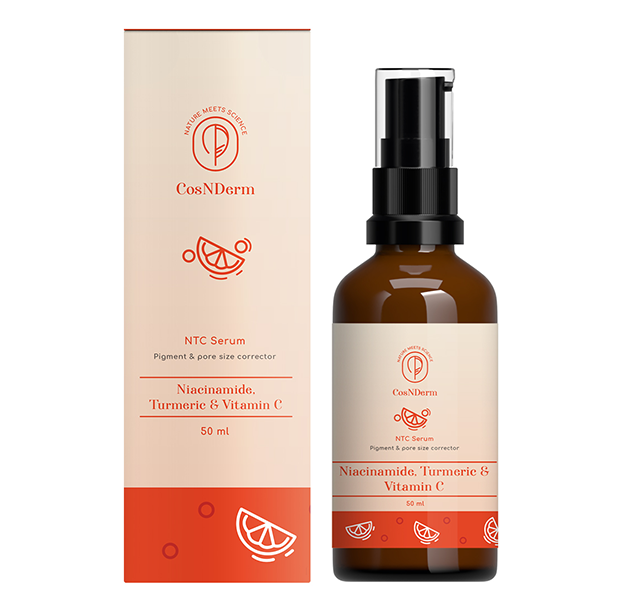 NATURE MEETS SCIENCE
CosNDerm
NTC Serum
Pigment & pore size corrector
Niacinamide,
Turmeric & Vitamin C
50 ml
NATURE MEETS SCIENCE
CosNDerm
NTC Serum
Pigment & pore size corrector
Niacinamide, Turmeric &
Vitamin C
50 ml